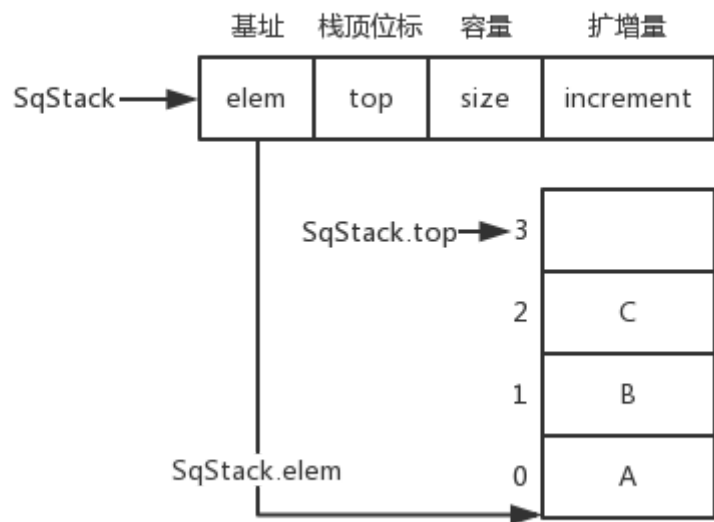 基址 栈顶位标 容量 扩增量
SqStack elem top size increment
SqStack.top 3
2 C
1 B
SqStack.elem 0 A